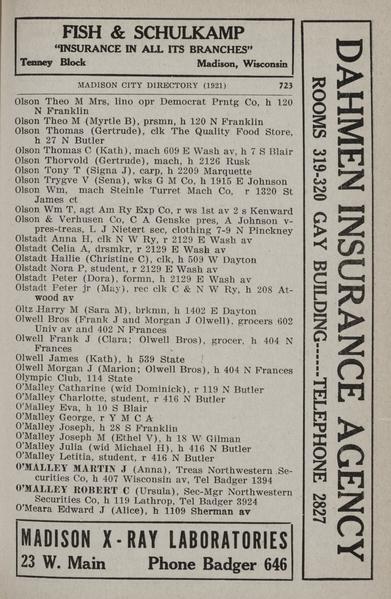 FISH & SCHULKAMP
"INSURANCE IN ALL ITS BRANCHES"
Tenney Block Madison, Wisconsin
MADISON CITY DIRECTORY (1921) 723
Olson Theo M Mrs, lino opr Democrat Prntg Co, h 120
N Franklin
Olson Theo M (Myrtle B), prsmn, h 120 N Franklin
Olson Thomas (Gertrude), clk The Quality Food Store,
h 27 N Butler
Olson Thomas C (Kath), mach 609 E Wash av, h 7 S Blair
Olson Thorvold (Gertrude), mach, h 2126 Rusk
Olson Tony T (Signa J), carp, h 2209 Marquette
Olson Trygve V (Sena), wks G M Co, h 1915 E Johnson
Olson Wm, mach Steinle Turret Mach Co, r 1320 St
James ct
Olson Wm T, agt Am Ry Exp Co, r ws 1st av 2 s Kenward
Olson & Verhusen Co, C A Genske pres, A Johnson v-
pres-treas, L J Nietert sec, clothing 7-9 N Pinckney
Olstadt Anna H, clk N W Ry, r 2129 E Wash av
Olstadt Celia A, drsmkr, r 2129 E Wash av
Olstadt Hallie (Christine C), clk, h 509 W Dayton
Olstadt Nora P, student, r 2129 E Wash av
Olstadt Peter (Dora), formn, h 2129 E Wash av
Olstadt Peter jr (May), rec clk C & N W Ry, h 208 At-
wood av
Oltz Harry M (Sara M), brkmn, h 1402 E Dayton
Olwell Bros (Frank J and Morgan J Olwell), grocers 602
Univ av and 402 N Frances
Olwell Frank J (Clara; Olwell Bros), grocer, h 404 N
Frances
Olwell James (Kath), h 539 State
Olwell Morgan J (Marion; Olwell Bros), h 404 N Frances
Olympic Club, 114 State
O'Malley Catharine (wid Dominick), r 119 N Butler
O'Malley Charlotte, student, r 416 N Butler
O'Malley Eva, h 10 S Blair
O'Malley George, r Y M C A
O'Malley Joseph, h 28 S Franklin
O'Malley Joseph M (Ethel V), h 18 W Gilman
O'Malley Julia (wid Michael H), h 416 N Butler
O'Malley Letitia, student, r 416 N Butler
O'MALLEY MARTIN J (Anna), Treas Northwestern Se-
curities Co, h 407 Wisconsin av, Tel Badger 1394
O'MALLEY ROBERT C (Ursula), Sec-Mgr Northwestern
Securities Co, h 119 Lathrop, Tel Badger 3924
O'Meara Edward J (Alice), h 1109 Sherman av
MADISON X-RAY LABORATORIES
23 W. Main Phone Badger 646
DAHMEN INSURANCE AGENCY
ROOMS 319-320 GAY BUILDING------TELEPHONE 2827